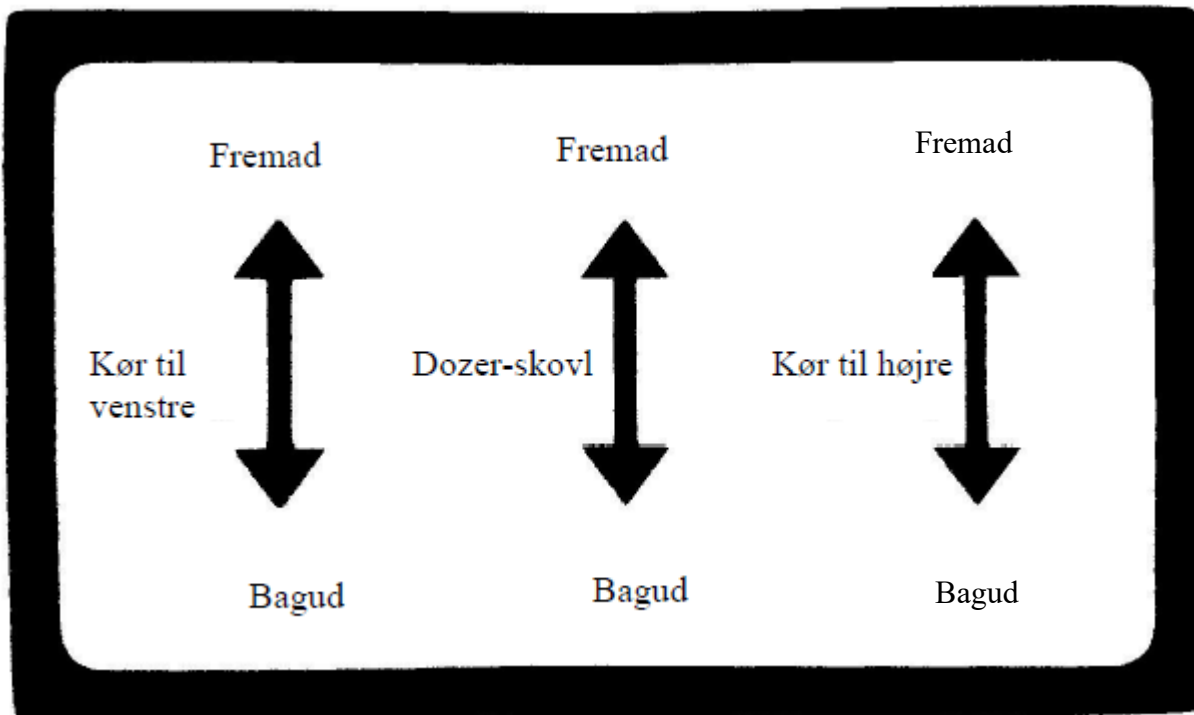 Fremad
Fremad
Fremad
Kør til
venstre
Dozer-skovl
Kør til højre
Bagud
Bagud
Bagud